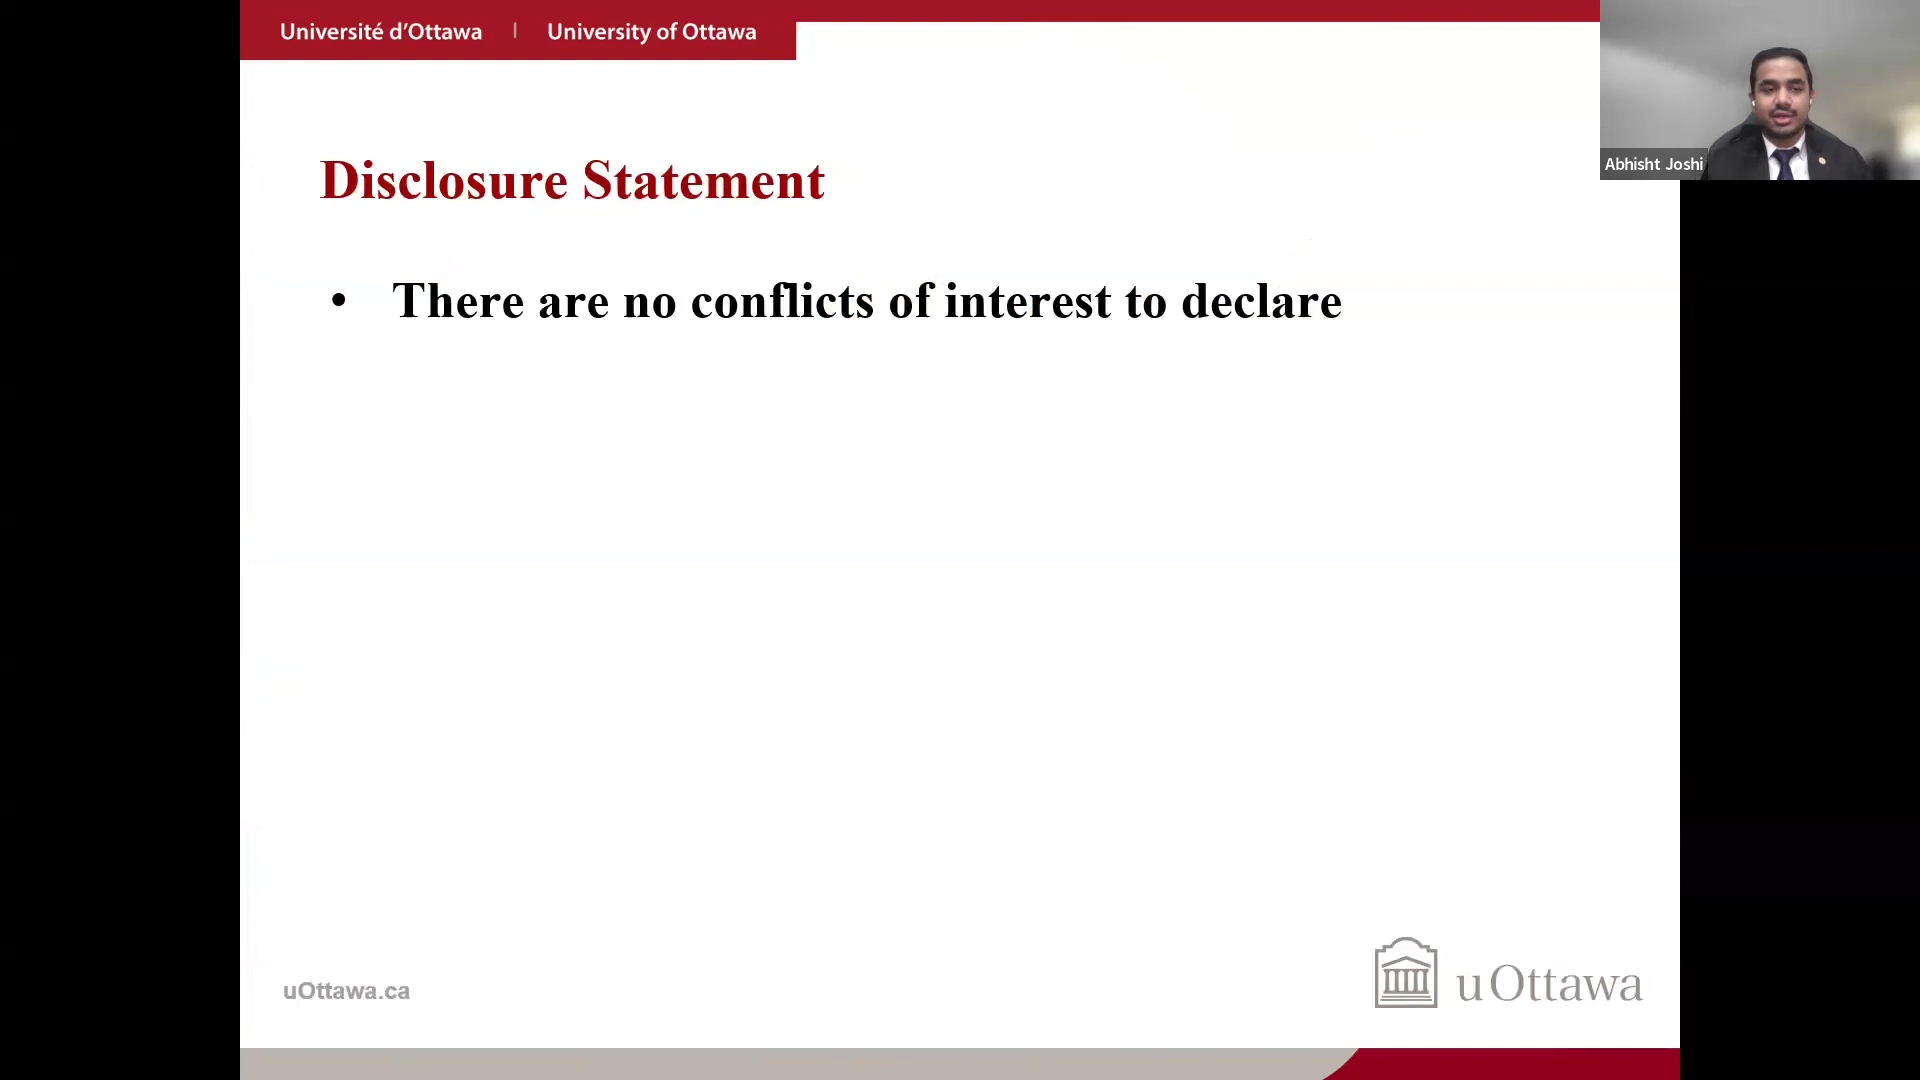 Université d'Ottawa | University of Ottawa
Abhisht Joshi
Disclosure Statement
• There are no conflicts of interest to declare
uOttawa.ca
uOttawa